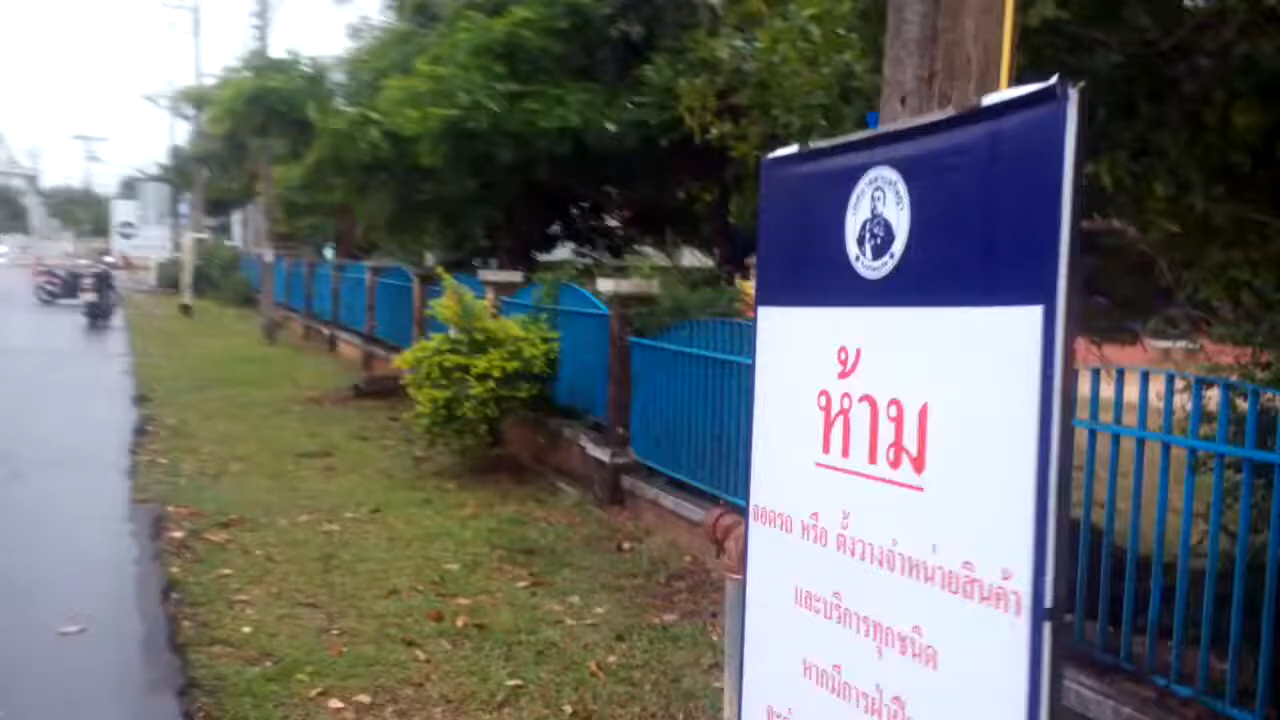 ห้าม
จอดรถ หรือ ตั้งวางจำหน่ายสินค้า
และบริการทุกชนิด
หากมีการฝ่าฝืน